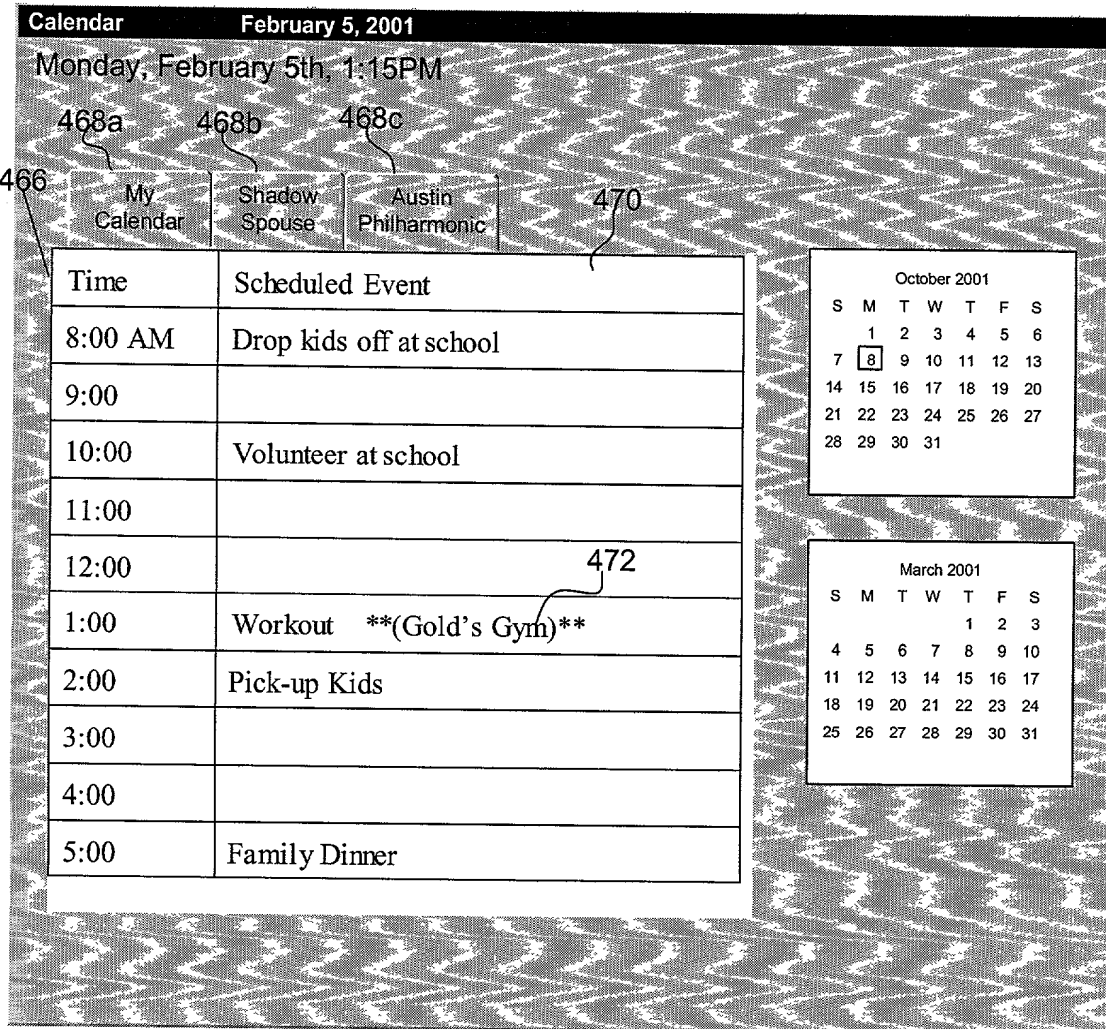 Calendar February 5, 2001
Monday, February 5th, 1:15PM
468a 468b 468c
466 My Calendar Shadow Spouse Austin Philharmonic 470
Time Scheduled Event
8:00 AM Drop kids off at school
9:00
10:00 Volunteer at school
11:00
12:00 472
1:00 Workout **(Gold's Gym)**
2:00 Pick-up Kids
3:00
4:00
5:00 Family Dinner
October 2001
S M T W T F S
1 2 3 4 5 6
7 8 9 10 11 12 13
14 15 16 17 18 19 20
21 22 23 24 25 26 27
28 29 30 31
March 2001
S M T W T F S
1 2 3
4 5 6 7 8 9 10
11 12 13 14 15 16 17
18 19 20 21 22 23 24
25 26 27 28 29 30 31